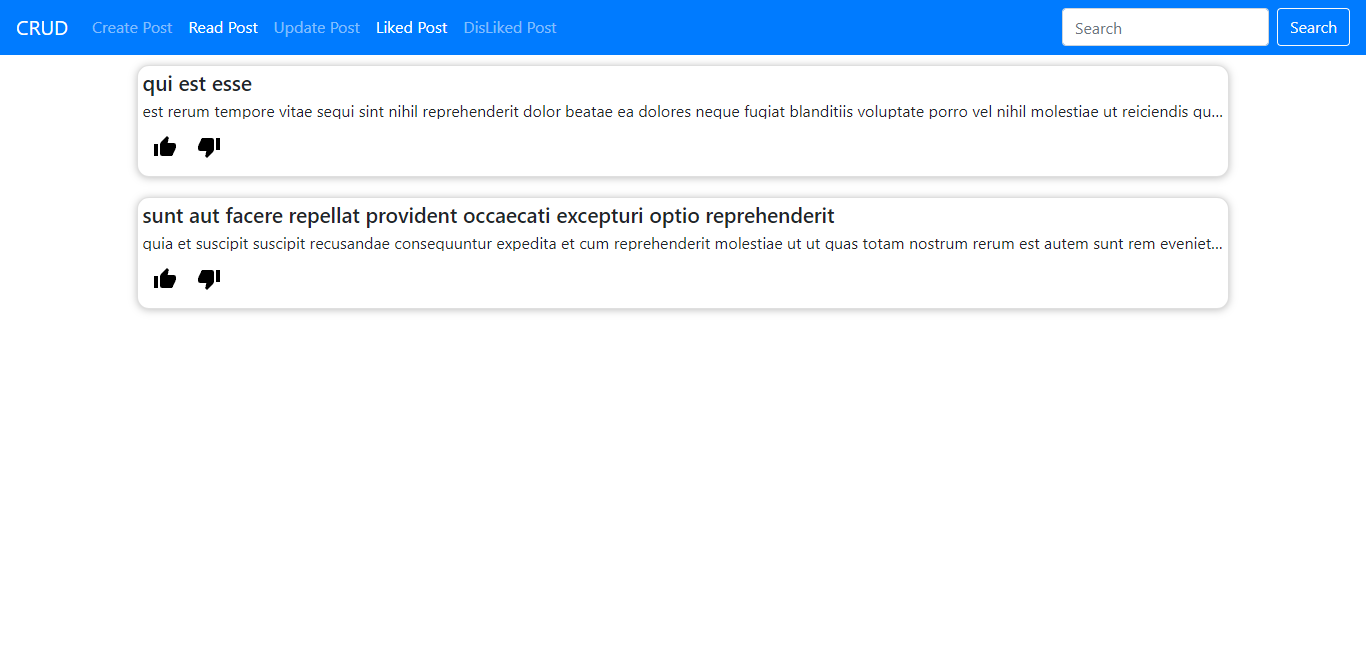 CRUD Create Post Read Post Update Post Liked Post DisLiked Post Search Search
qui est esse
est rerum tempore vitae sequi sint nihil reprehenderit dolor beatae ea dolores neque fugiat blanditiis voluptate porro vel nihil molestiae ut reiciendis qu...
sunt aut facere repellat provident occaecati excepturi optio reprehenderit
quia et suscipit suscipit recusandae consequuntur expedita et cum reprehenderit molestiae ut ut quas totam nostrum rerum est autem sunt rem eveniet...